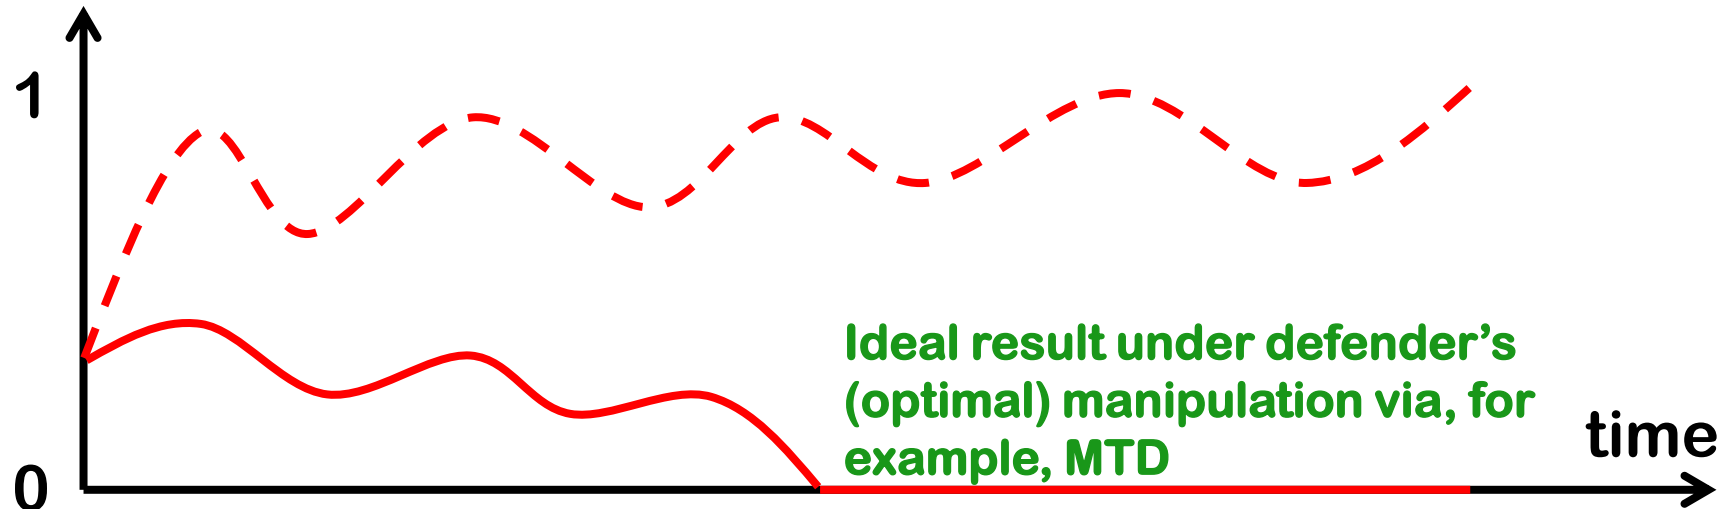 1
Ideal result under defender’s
(optimal) manipulation via, for
example, MTD
time
0